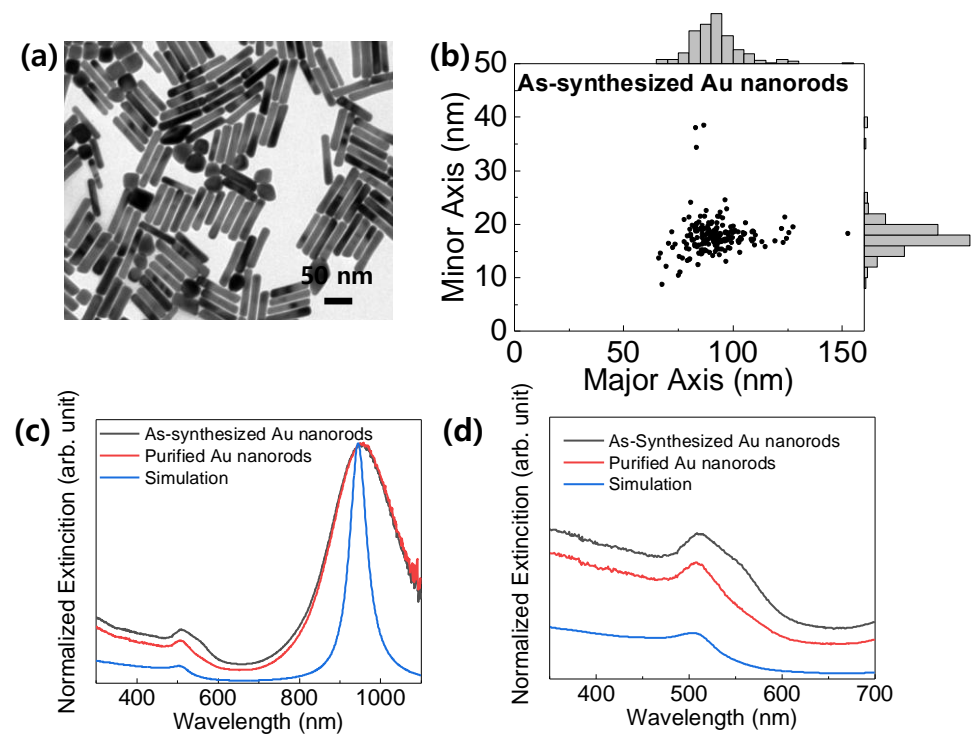 (a)
50 nm
(b)
As-synthesized Au nanorods
Minor Axis (nm)
50
40
30
20
10
0
0
50
100
150
Major Axis (nm)
(c)
Normalized Extincition (arb. unit)
As-synthesized Au nanorods
Purified Au nanorods
Simulation
400
600
800
1000
Wavelength (nm)
(d)
Normalized Extincition (arb. unit)
As-Synthesized Au nanorods
Purified Au nanorods
Simulation
400
500
600
700
Wavelength (nm)